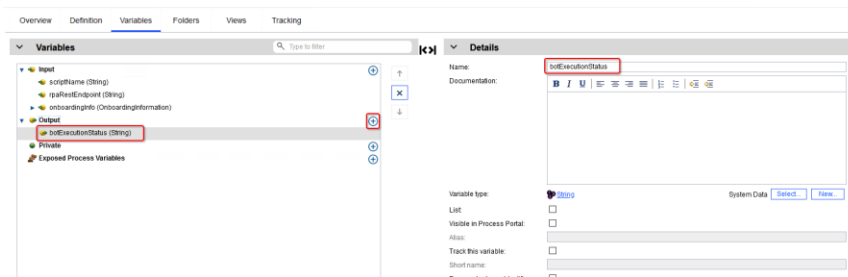 Overview Definition Variables Folders Views Tracking
Variables
Type to filter
Details
Input
scriptName (String)
rpaRestEndpoint (String)
onboardingInfo (OnboardingInformation)
Output
botExecutionStatus (String)
Private
Exposed Process Variables
Name: botExecutionStatus
Documentation:
B I U
Variable type: String System Data Select... New...
List:
Visible in Process Portal:
Alias:
Track this variable:
Short name: